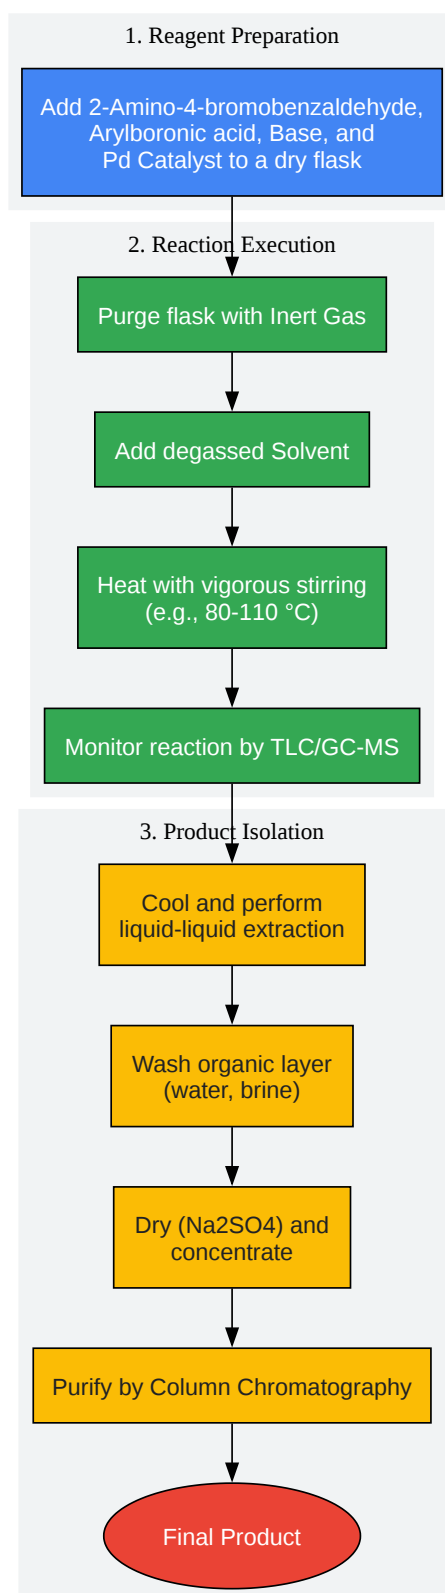 1. Reagent Preparation
Add 2-Amino-4-bromobenzaldehyde,
Arylboronic acid, Base, and
Pd Catalyst to a dry flask
2. Reaction Execution
Purge flask with Inert Gas
Add degassed Solvent
Heat with vigorous stirring
(e.g., 80-110 °C)
Monitor reaction by TLC/GC-MS
3. Product Isolation
Cool and perform
liquid-liquid extraction
Wash organic layer
(water, brine)
Dry (Na2SO4) and
concentrate
Purify by Column Chromatography
Final Product